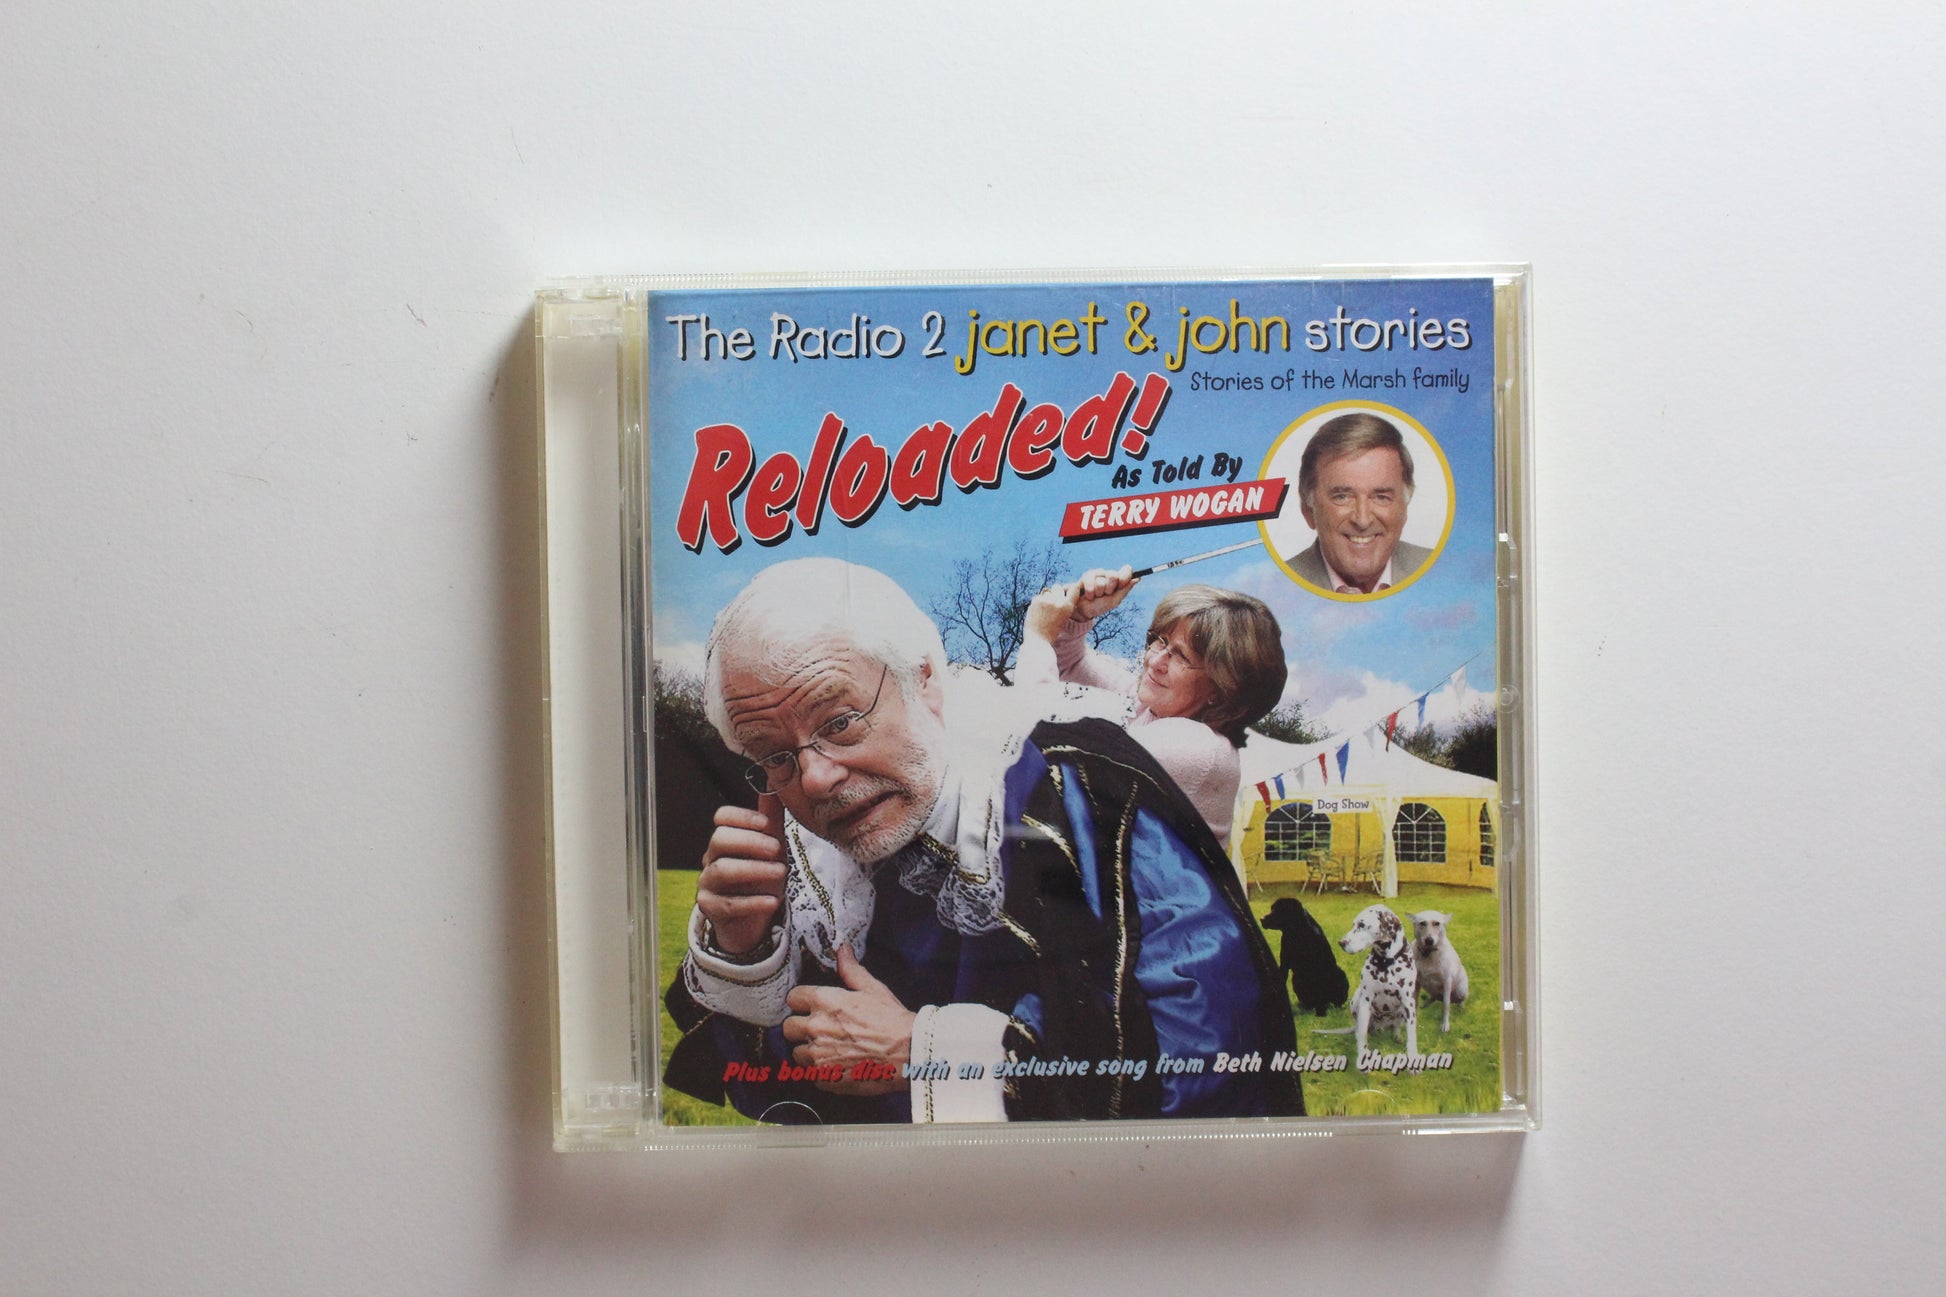 The Radio 2 janet & john stories
Stories of the Marsh family
Reloaded!
As Told By
TERRY WOGAN
Dog Show
Plus bonus disc with an exclusive song from Beth Nielsen Chapman